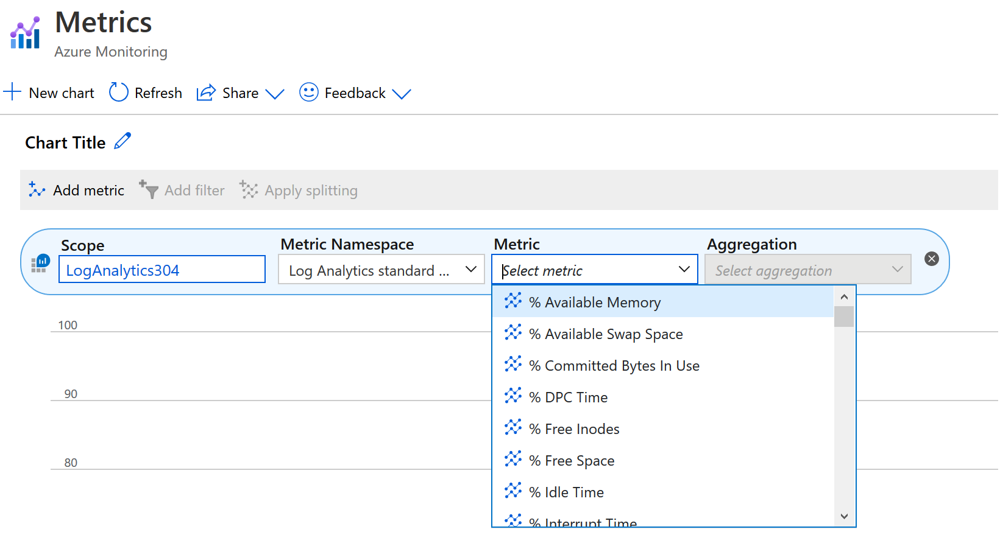 Metrics
Azure Monitoring
New chart Refresh Share Feedback
Chart Title
Add metric Add filter Apply splitting
Scope Metric Namespace Metric Aggregation
LogAnalytics304 Log Analytics standard ... Select metric Select aggregation
% Available Memory
100
% Available Swap Space
% Committed Bytes In Use
90
% DPC Time
% Free Inodes
80
% Free Space
% Idle Time
% Interrupt Time